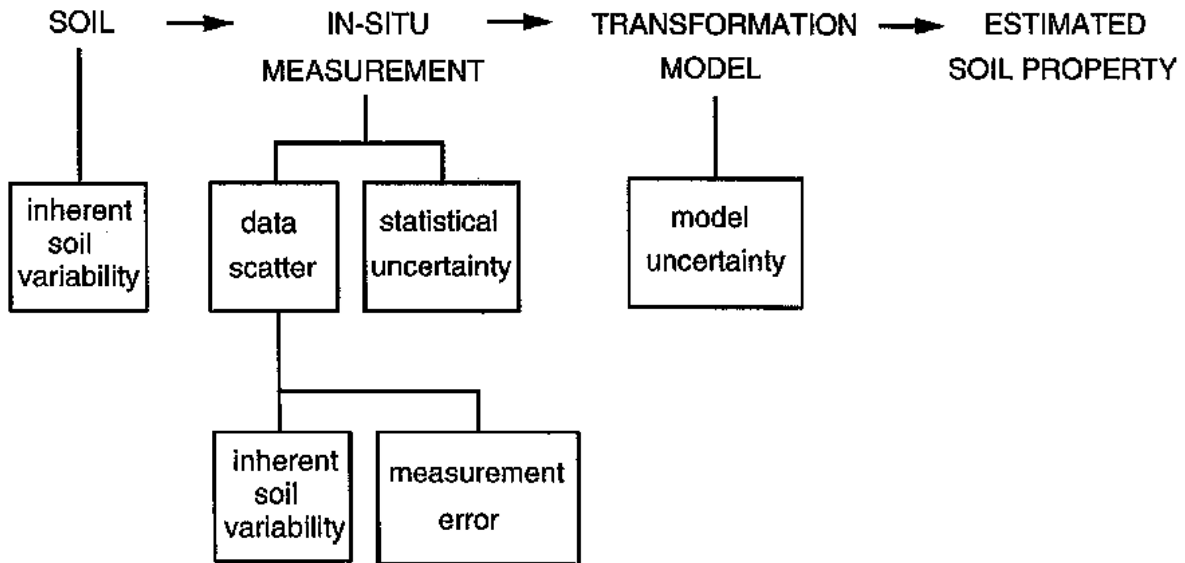 SOIL
IN-SITU
MEASUREMENT
TRANSFORMATION
MODEL
ESTIMATED
SOIL PROPERTY
inherent
soil
variability
data
scatter
statistical
uncertainty
model
uncertainty
inherent
soil
variability
measurement
error